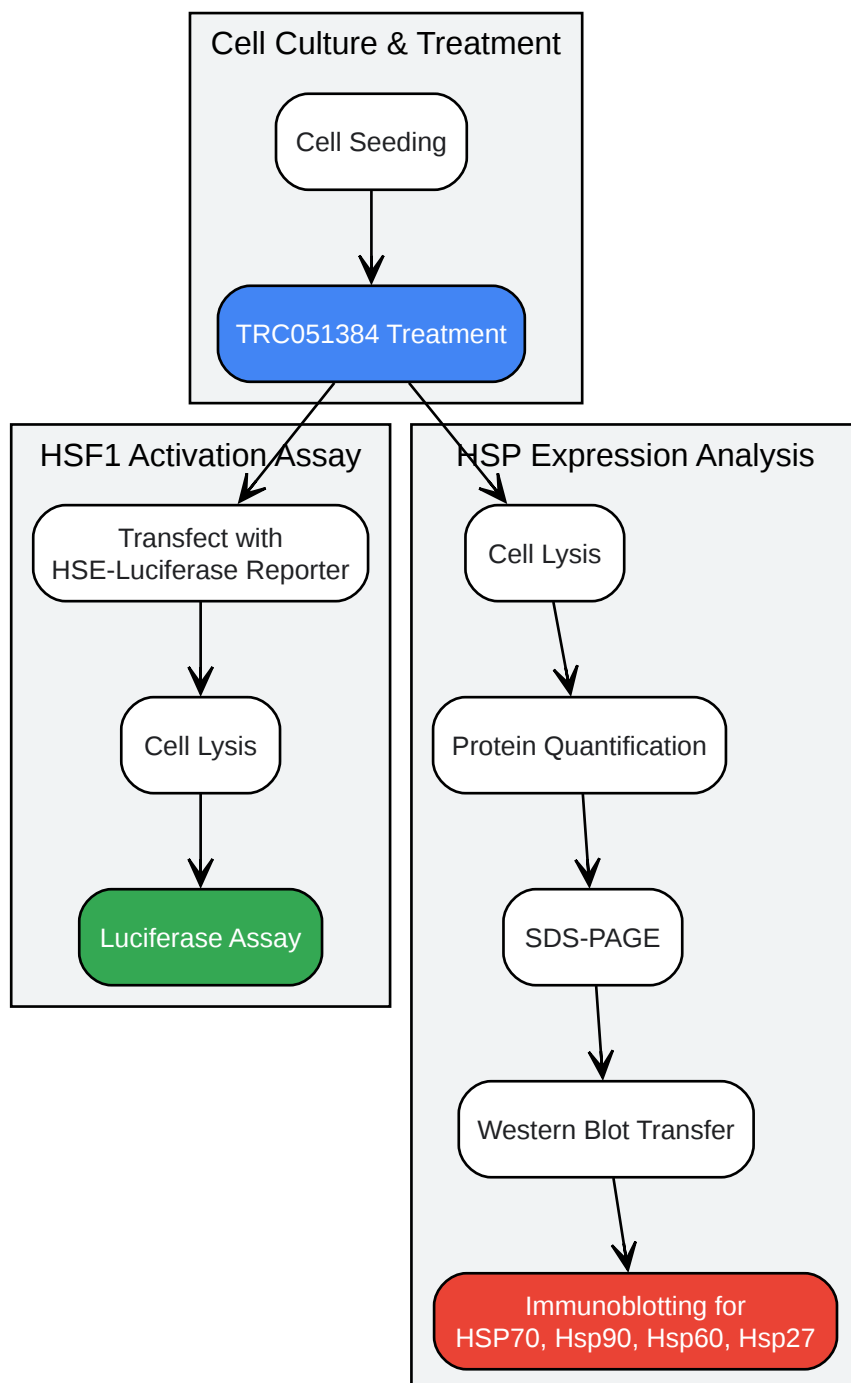 Cell Culture & Treatment
Cell Seeding
TRC051384 Treatment
HSF1 Activation Assay
Transfect with
HSE-Luciferase Reporter
Cell Lysis
Luciferase Assay
HSP Expression Analysis
Cell Lysis
Protein Quantification
SDS-PAGE
Western Blot Transfer
Immunoblotting for
HSP70, Hsp90, Hsp60, Hsp27